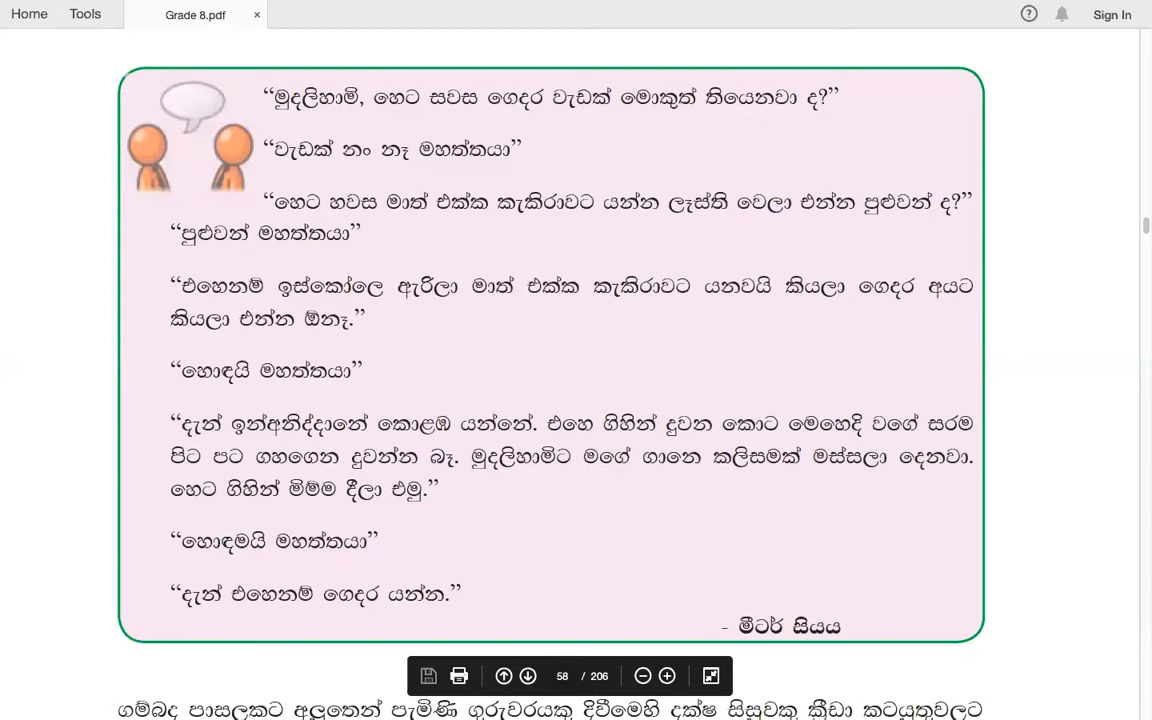 Home Tools Grade 8.pdf × ? Sign In
“මුදලිහාමි, හෙට සවස ගෙදර වැඩක් මොකුත් තියෙනවා ද?”
“වැඩක් නං නෑ මහත්තයා”
“හෙට හවස මාත් එක්ක කැකිරාවට යන්න ලෑස්ති වෙලා එන්න පුළුවන් ද?”
“පුළුවන් මහත්තයා”
“එහෙනම් ඉස්කෝලෙ ඇරිලා මාත් එක්ක කැකිරාවට යනවයි කියලා ගෙදර අයට
කියලා එන්න ඕනෑ.”
“හොඳයි මහත්තයා”
“දැන් ඉන්අනිද්දානේ කොළඹ යන්නේ. එහෙ ගිහින් දුවන කොට මෙහෙදි වගේ සරම
පිට පට ගහගෙන දුවන්න බෑ. මුදලිහාමිට මගේ ගානෙ කලිසමක් මස්සලා දෙනවා.
හෙට ගිහින් මිම්ම දීලා එමු.”
“හොඳමයි මහත්තයා”
“දැන් එහෙනම් ගෙදර යන්න.”
- මීටර් සියය
58 / 206
ගම්බද පාසලකට අලුතෙන් පැමිණි ගුරුවරයකු දිවීමෙහි දක්ෂ සිසුවකු ක්‍රීඩා කටයුතුවලට